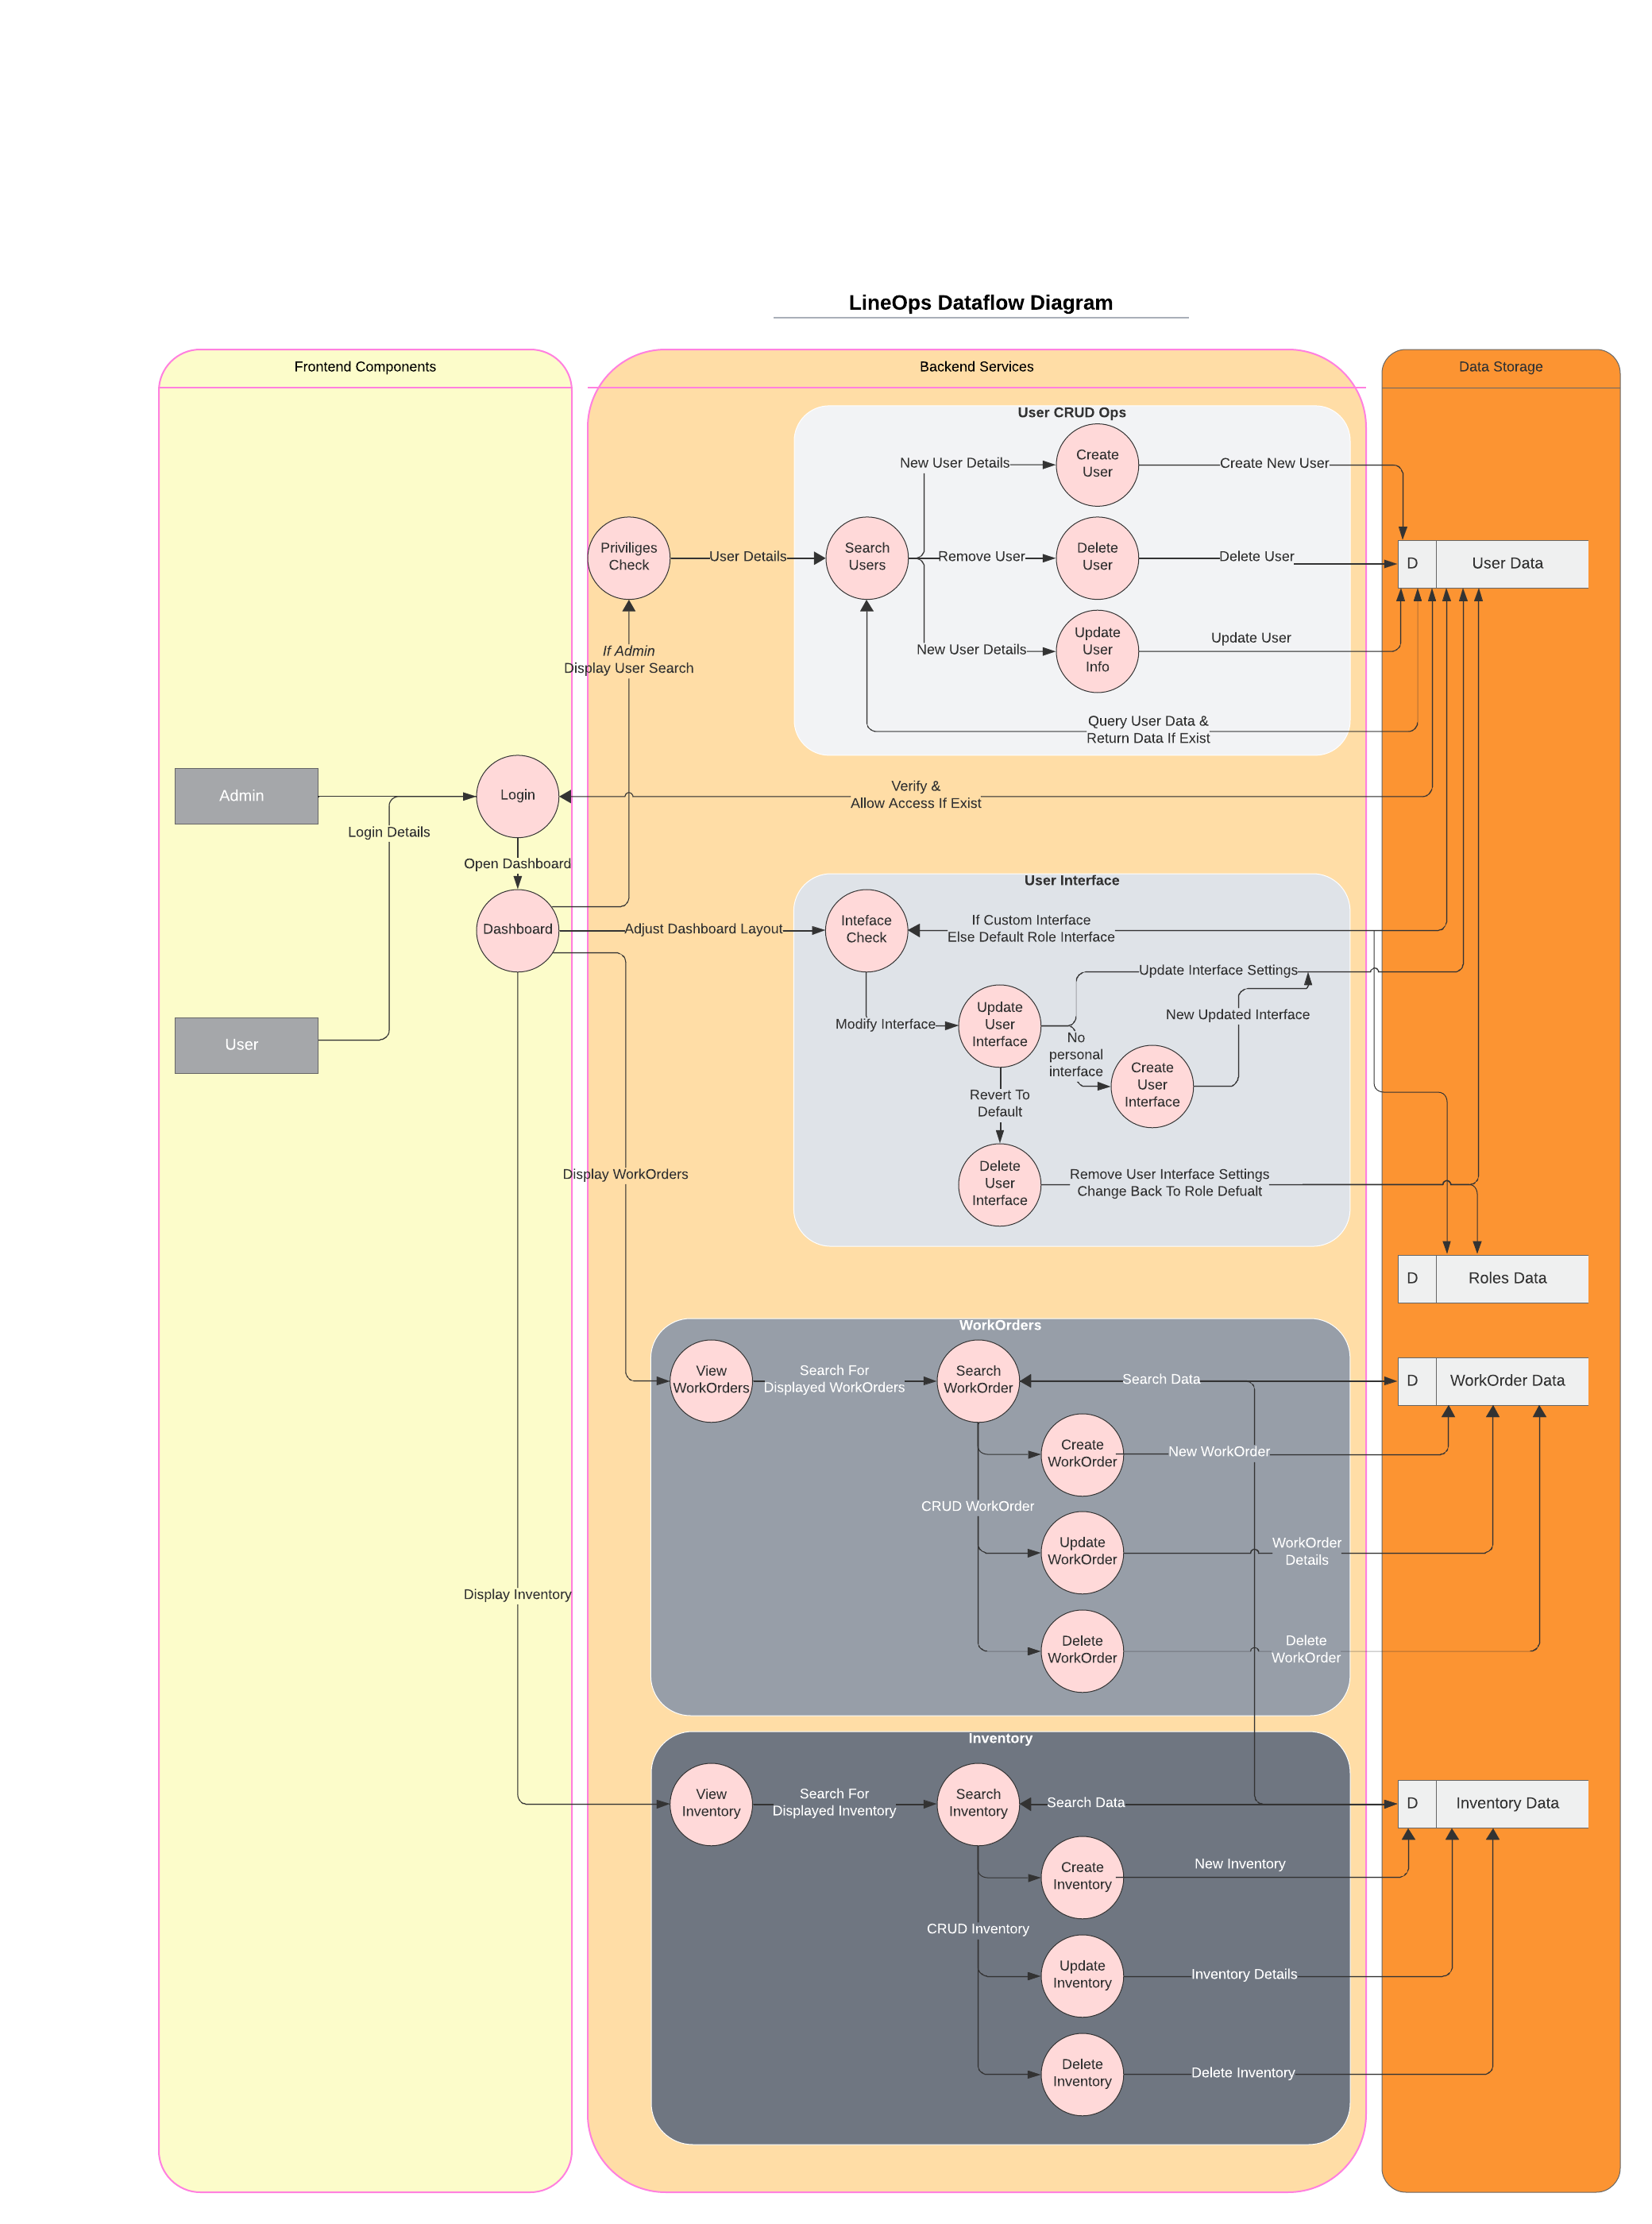 LineOps Dataflow Diagram
Frontend Components
Backend Services
Data Storage
User CRUD Ops
Create
User
New User Details
Create New User
Priviliges
Check
User Details
Search
Users
Remove User
Delete
User
Delete User
D
User Data
Update
User
Info
New User Details
Update User
If Admin
Display User Search
Query User Data &
Return Data If Exist
Admin
Login
Verify &
Allow Access If Exist
Login Details
Open Dashboard
User Interface
Dashboard
Adjust Dashboard Layout
Inteface
Check
If Custom Interface
Else Default Role Interface
Update Interface Settings
Modify Interface
Update
User
Interface
New Updated Interface
User
No
personal
interface
Create
User
Interface
Revert To
Default
Display WorkOrders
Delete
User
Interface
Remove User Interface Settings
Change Back To Role Defualt
D
Roles Data
WorkOrders
View
WorkOrders
Search For
Displayed WorkOrders
Search
WorkOrder
Search Data
D
WorkOrder Data
Create
WorkOrder
New WorkOrder
CRUD WorkOrder
Update
WorkOrder
WorkOrder
Details
Display Inventory
Delete
WorkOrder
Delete
WorkOrder
Inventory
View
Inventory
Search For
Displayed Inventory
Search
Inventory
Search Data
D
Inventory Data
Create
Inventory
New Inventory
CRUD Inventory
Update
Inventory
Inventory Details
Delete
Inventory
Delete Inventory